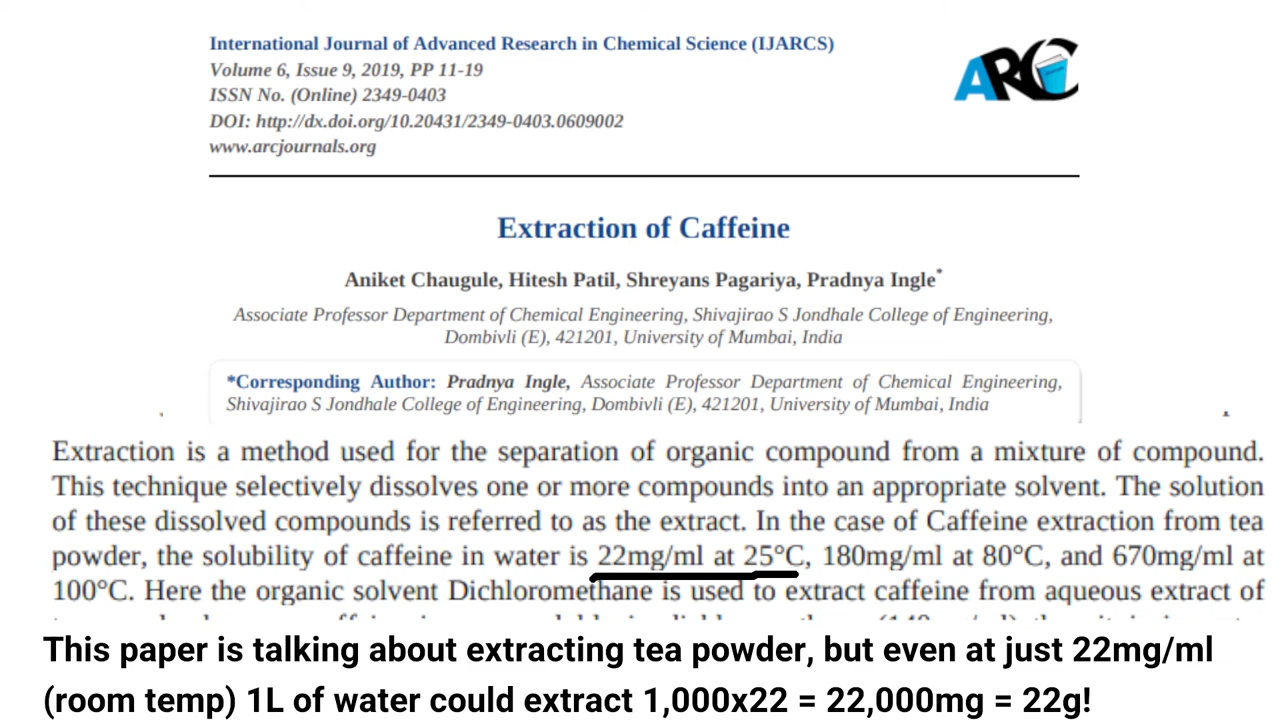 International Journal of Advanced Research in Chemical Science (IJARCS)
Volume 6, Issue 9, 2019, PP 11-19
ISSN No. (Online) 2349-0403
DOI: http://dx.doi.org/10.20431/2349-0403.0609002
www.arcjournals.org
ARC
Extraction of Caffeine
Aniket Chaugule, Hitesh Patil, Shreyans Pagariya, Pradnya Ingle*
Associate Professor Department of Chemical Engineering, Shivajirao S Jondhale College of Engineering,
Dombivli (E), 421201, University of Mumbai, India
*Corresponding Author: Pradnya Ingle, Associate Professor Department of Chemical Engineering,
Shivajirao S Jondhale College of Engineering, Dombivli (E), 421201, University of Mumbai, India
Extraction is a method used for the separation of organic compound from a mixture of compound.
This technique selectively dissolves one or more compounds into an appropriate solvent. The solution
of these dissolved compounds is referred to as the extract. In the case of Caffeine extraction from tea
powder, the solubility of caffeine in water is 22mg/ml at 25°C, 180mg/ml at 80°C, and 670mg/ml at
100°C. Here the organic solvent Dichloromethane is used to extract caffeine from aqueous extract of
This paper is talking about extracting tea powder, but even at just 22mg/ml
(room temp) 1L of water could extract 1,000x22 = 22,000mg = 22g!